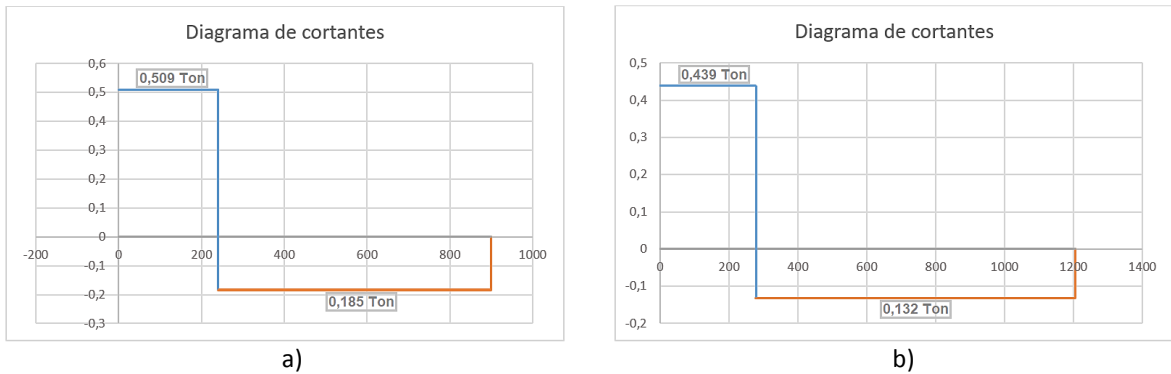 Diagrama de cortantes
0,6
0,509 Ton
0,5
0,4
0,3
0,2
0,1
0
-200 0 200 400 600 800 1000
-0,1
-0,2
0,185 Ton
-0,3
a)
Diagrama de cortantes
0,5
0,439 Ton
0,4
0,3
0,2
0,1
0
0 200 400 600 800 1000 1200 1400
-0,1
0,132 Ton
-0,2
b)